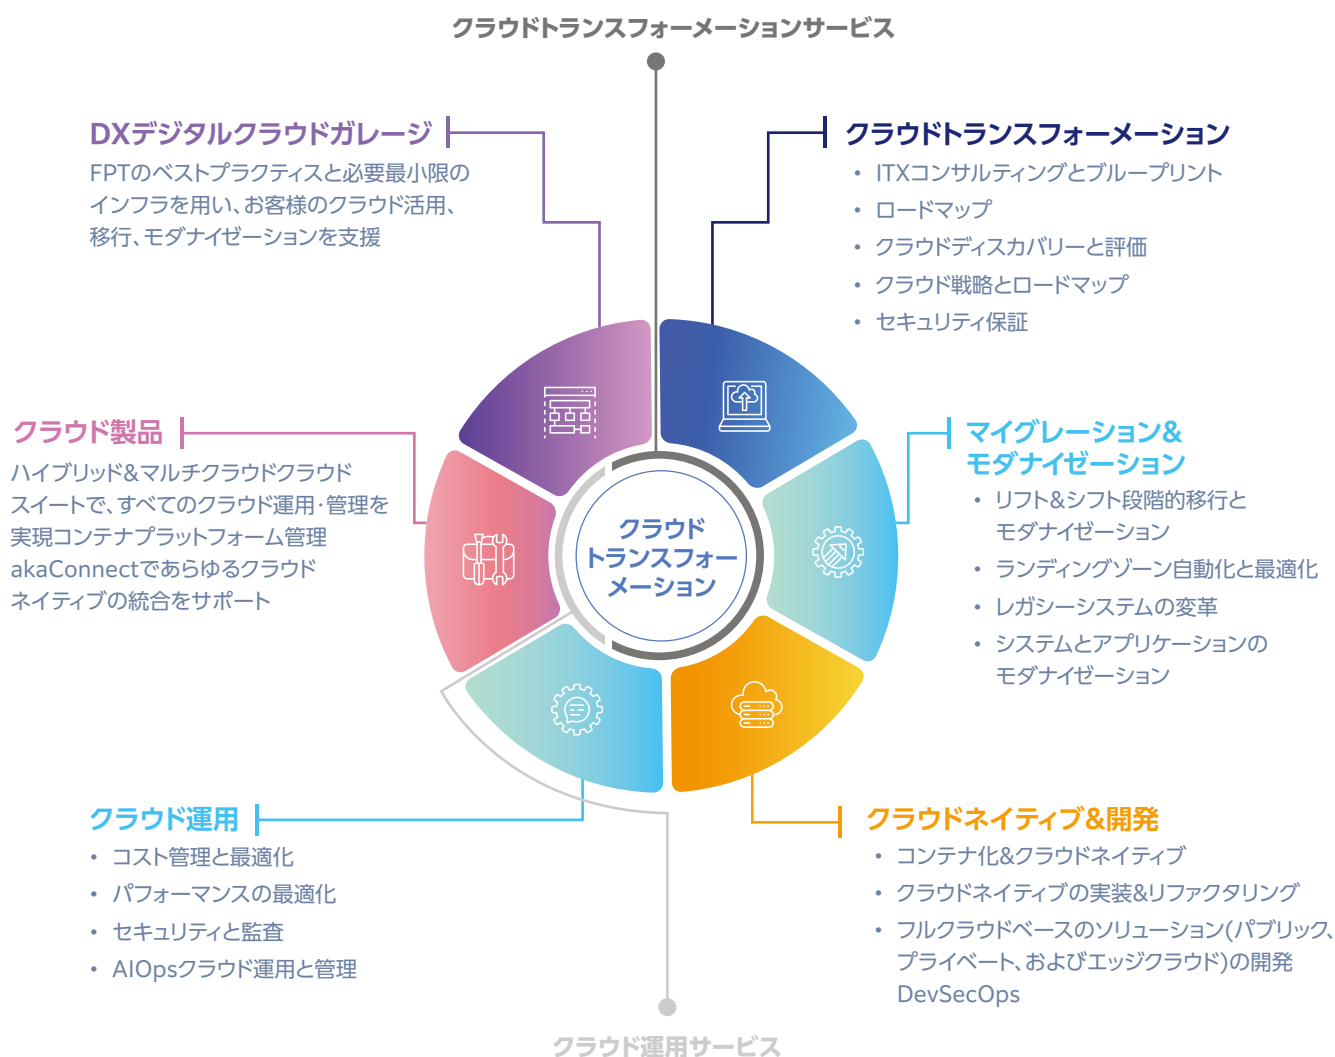 クラウドトランスフォーメーションサービス
DXデジタルクラウドガレージ
FPTのベストプラクティスと必要最小限の
インフラを用い、お客様のクラウド活用、
移行、モダナイゼーションを支援
クラウドトランスフォーメーション
• ITXコンサルティングとブループリント
• ロードマップ
• クラウドディスカバリーと評価
• クラウド戦略とロードマップ
• セキュリティ保証
クラウド製品
ハイブリッド&マルチクラウドクラウド
スイートで、すべてのクラウド運用・管理を
実現コンテナプラットフォーム管理
akaConnectであらゆるクラウド
ネイティブの統合をサポート
クラウド
トランスフォー
メーション
マイグレーション&
モダナイゼーション
• リフト&シフト段階的移行と
モダナイゼーション
• ランディングゾーン自動化と最適化
• レガシーシステムの変革
• システムとアプリケーションの
モダナイゼーション
クラウド運用
• コスト管理と最適化
• パフォーマンスの最適化
• セキュリティと監査
• AIOpsクラウド運用と管理
クラウドネイティブ&開発
• コンテナ化&クラウドネイティブ
• クラウドネイティブの実装&リファクタリング
• フルクラウドベースのソリューション(パブリック、
プライベート、およびエッジクラウド)の開発
DevSecOps
クラウド運用サービス